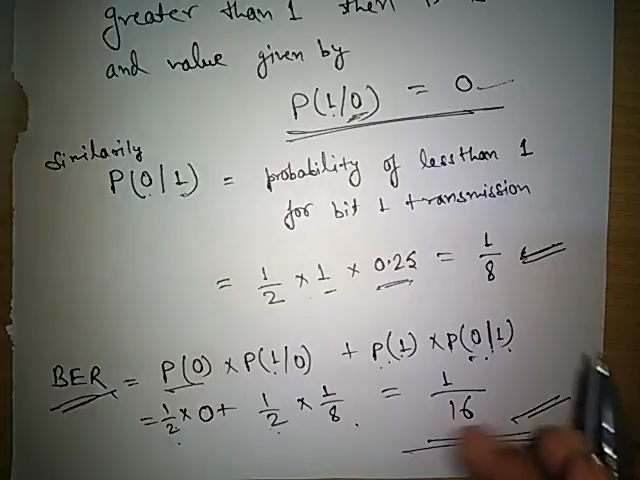 greater than 1 then is
and value given by
P(1/0) = 0
Similarily
P(0/1) = probability of less than 1
for bit 1 transmission
= 1/2 × 1 × 0.25 = 1/8
BER = P(0) × P(1/0) + P(1) × P(0/1)
= 1/2 × 0 + 1/2 × 1/8 = 1/16